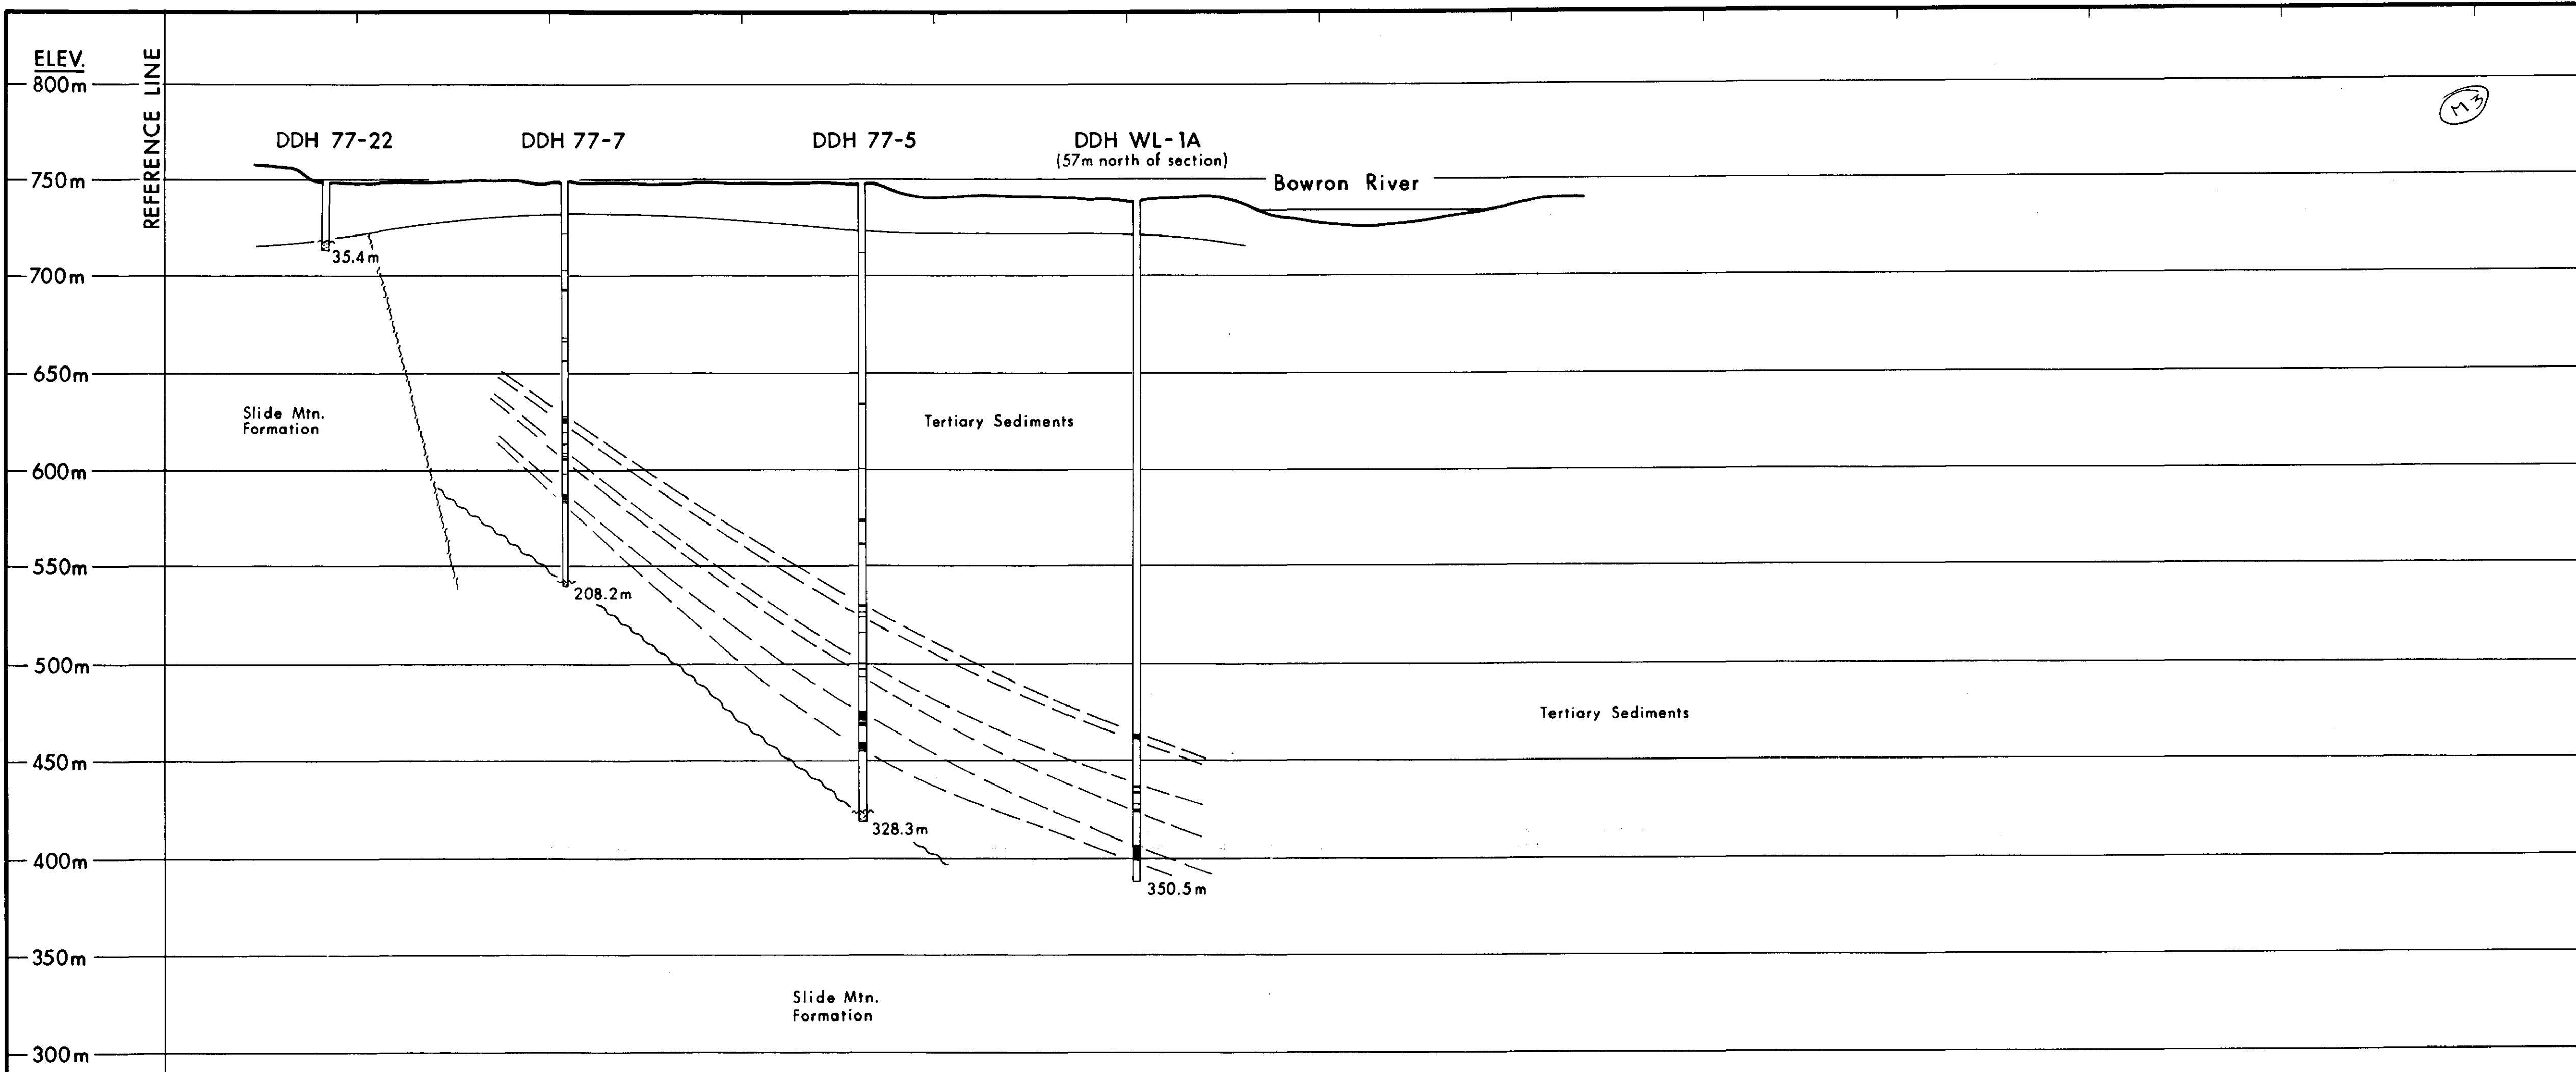 ELEV.
800m
REFERENCE LINE
M3
DDH 77-22
DDH 77-7
DDH 77-5
DDH WL-1A
(57m north of section)
750m
Bowron River
35.4m
700m
650m
Slide Mtn.
Formation
Tertiary Sediments
600m
550m
208.2m
500m
Tertiary Sediments
450m
328.3m
400m
350.5m
350m
Slide Mtn.
Formation
300m